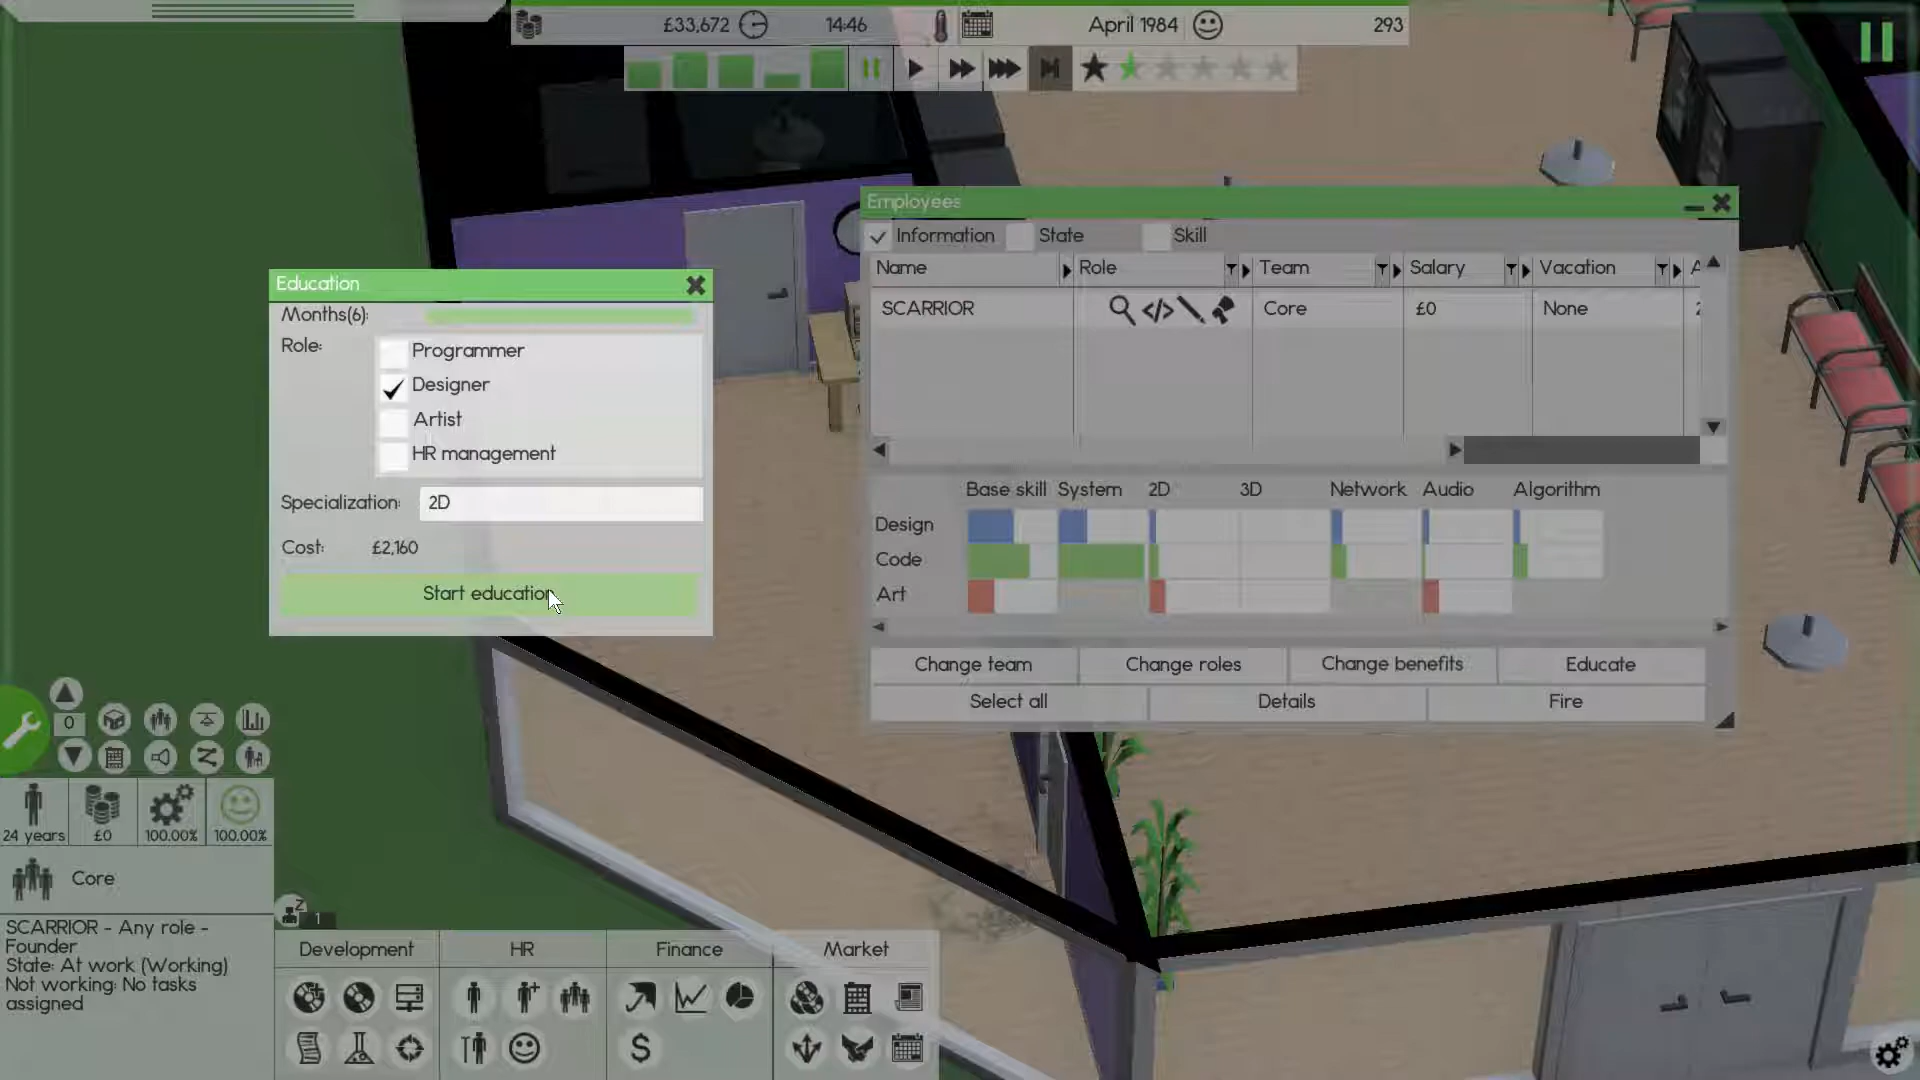 £33,672 14:46 April 1984 293
Employees
Information State Skill
Name Role Team Salary Vacation A
SCARRIOR </> Core £0 None 2
Education
Months(6):
Role:
Programmer
Designer
Artist
HR management
Specialization: 2D
Cost: £2,160
Start education
Base skill System 2D 3D Network Audio Algorithm
Design
Code
Art
Change team Change roles Change benefits Educate
Select all Details Fire
0
24 years £0 100.00% 100.00%
Core
SCARRIOR - Any role -
Founder
State: At work (Working)
Not working: No tasks
assigned
Z
1
Development HR Finance Market
$